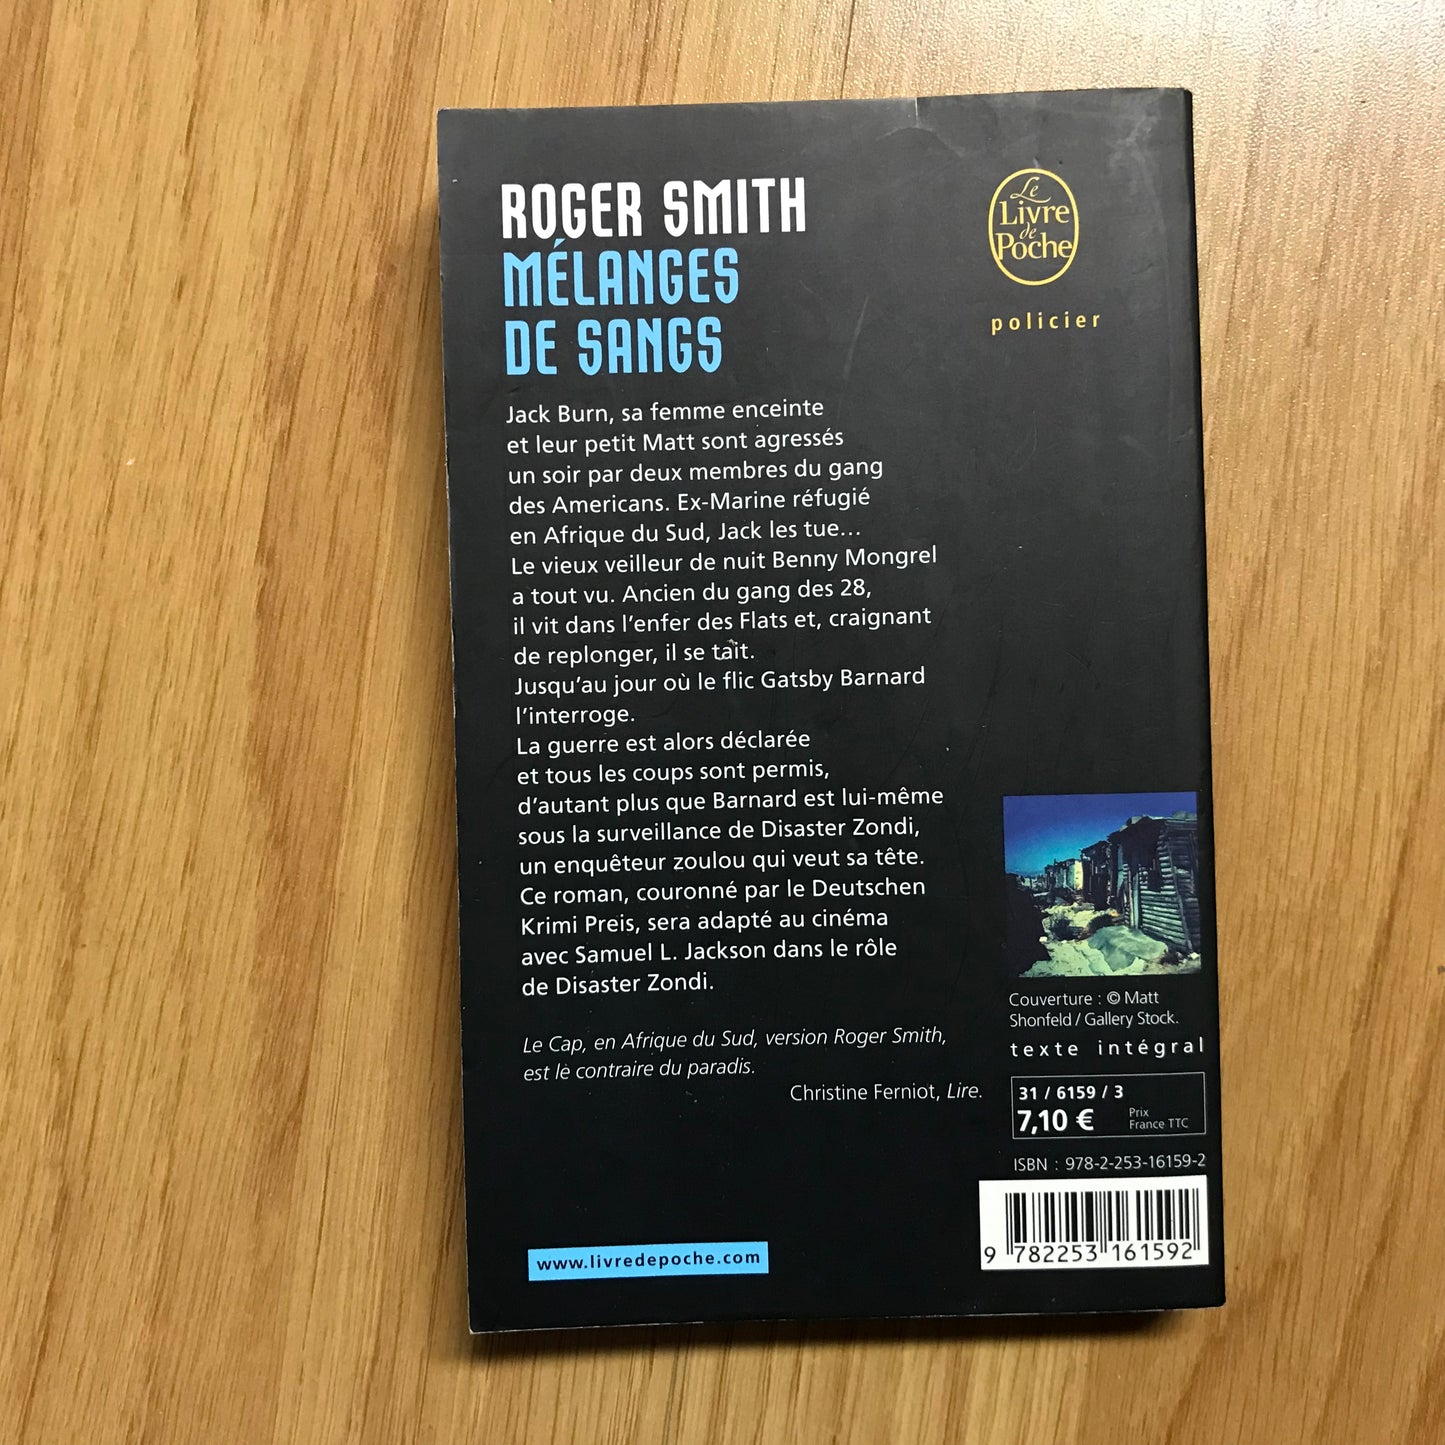 ROGER SMITH
MÉLANGES
DE SANGS
Le
Livre
de
Poche
policier
Jack Burn, sa femme enceinte
et leur petit Matt sont agressés
un soir par deux membres du gang
des Americans. Ex-Marine réfugié
en Afrique du Sud, Jack les tue...
Le vieux veilleur de nuit Benny Mongrel
a tout vu. Ancien du gang des 28,
il vit dans l'enfer des Flats et, craignant
de replonger, il se tait.
Jusqu'au jour où le flic Gatsby Barnard
l'interroge.
La guerre est alors déclarée
et tous les coups sont permis,
d'autant plus que Barnard est lui-même
sous la surveillance de Disaster Zondi,
un enquêteur zoulou qui veut sa tête.
Ce roman, couronné par le Deutschen
Krimi Preis, sera adapté au cinéma
avec Samuel L. Jackson dans le rôle
de Disaster Zondi.
Le Cap, en Afrique du Sud, version Roger Smith,
est le contraire du paradis.
Christine Ferniot, Lire.
Couverture : © Matt
Shonfeld / Gallery Stock.
texte intégral
31 / 6159 / 3
7,10 €
Prix
France TTC
ISBN : 978-2-253-16159-2
9 782253 161592
www.livredepoche.com